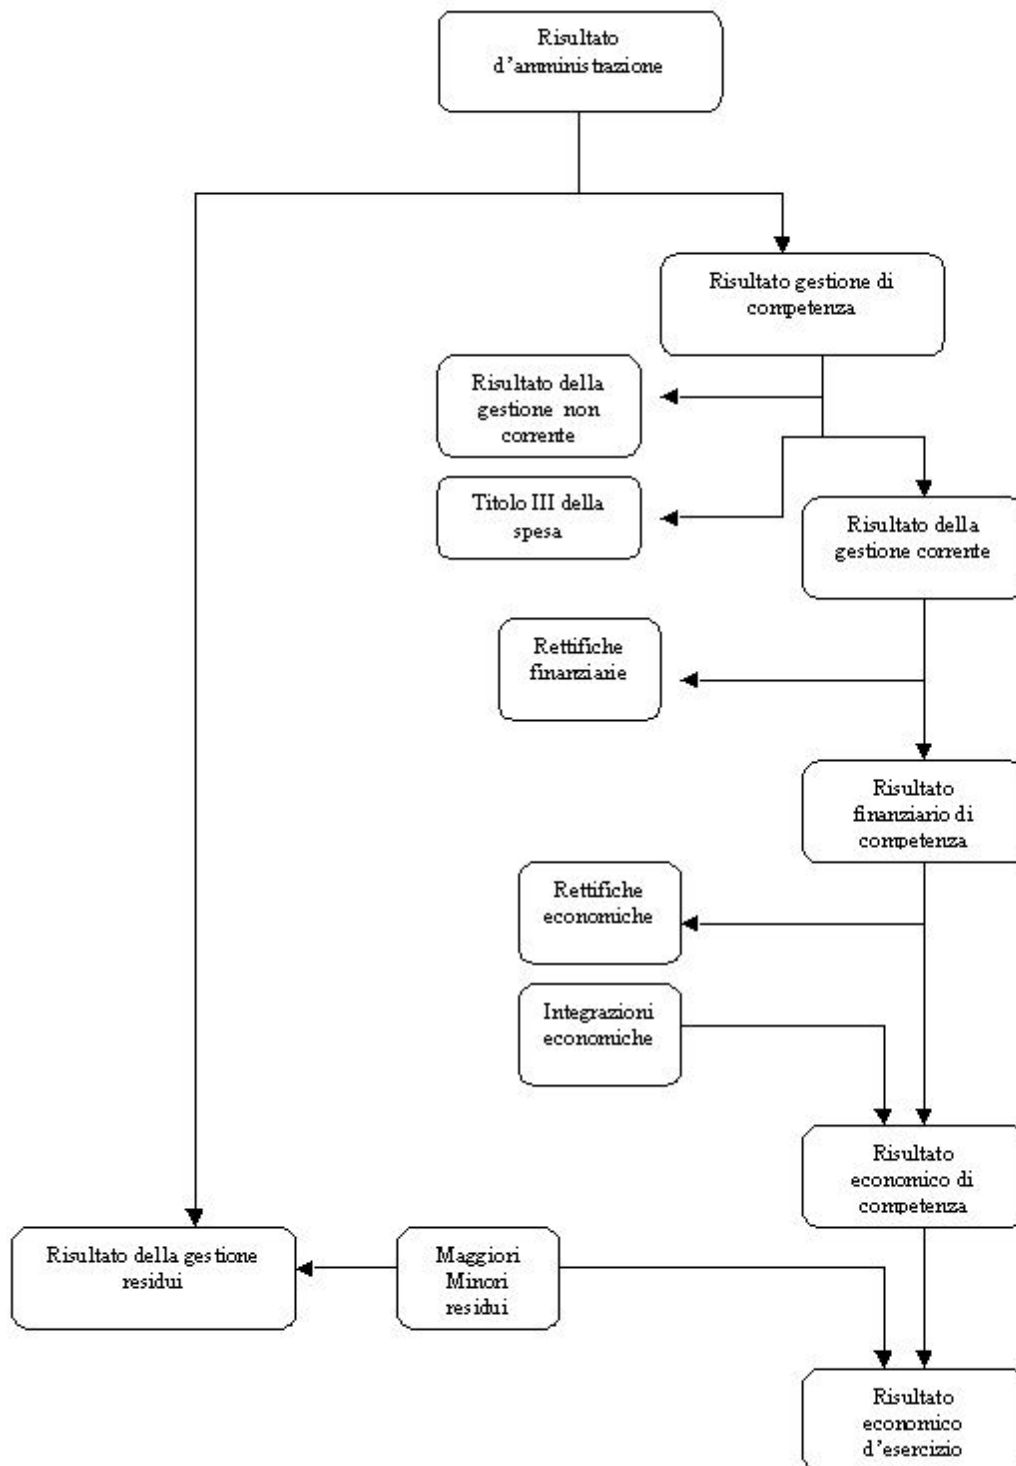 Risultato
d'amministrazione
Risultato gestione di
competenza
Risultato della
gestione non
corrente
Titolo III della
spesa
Risultato della
gestione corrente
Rettifiche
finanziarie
Risultato
finanziario di
competenza
Rettifiche
economiche
Integrazioni
economiche
Risultato
economico di
competenza
Risultato della gestione
residui
Maggiori
Minori
residui
Risultato
economico
d'esercizio